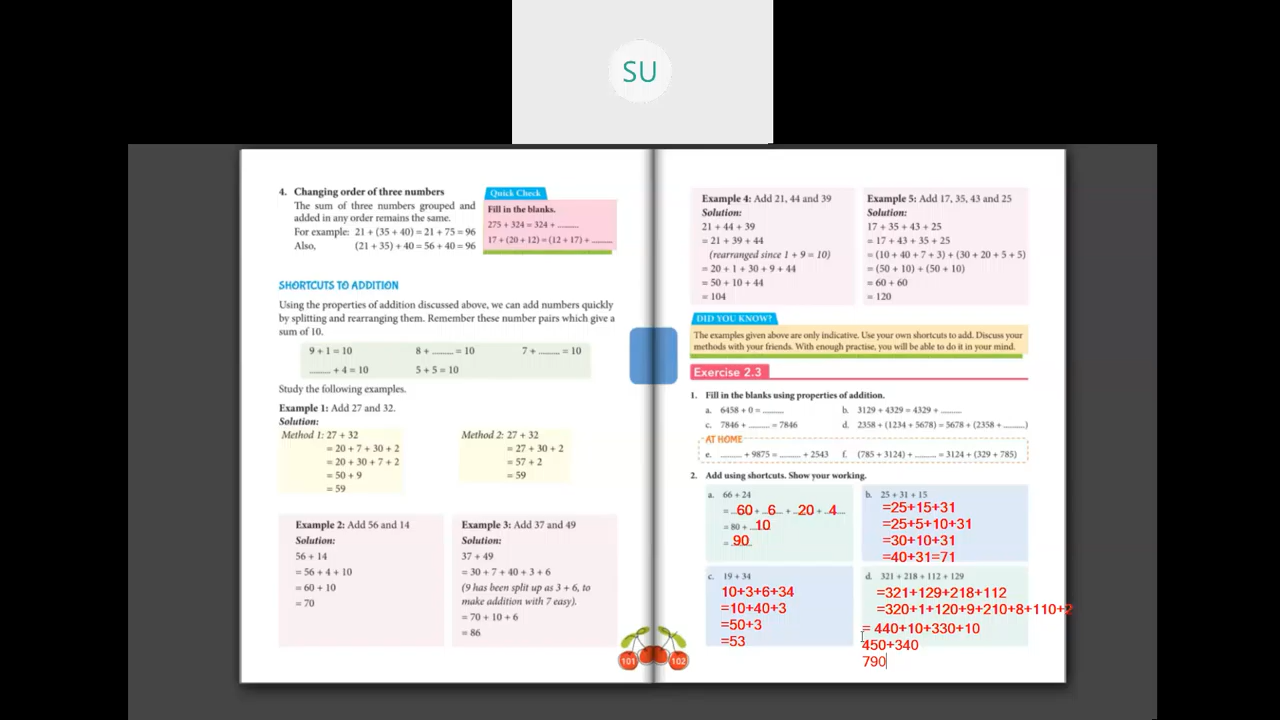 SU
4. Changing order of three numbers
The sum of three numbers grouped and
added in any order remains the same.
For example: 21 + (35 + 40) = 21 + 75 = 96
Also, (21 + 35) + 40 = 56 + 40 = 96
Quick Check
Fill in the blanks.
275 + 324 = 324 + ........
17 + (20 + 12) = (12 + 17) + ........
SHORTCUTS TO ADDITION
Using the properties of addition discussed above, we can add numbers quickly
by splitting and rearranging them. Remember these number pairs which give a
sum of 10.
9 + 1 = 10 8 + ........ = 10 7 + ........ = 10
........ + 4 = 10 5 + 5 = 10
Study the following examples.
Example 1: Add 27 and 32.
Solution:
Method 1: 27 + 32
= 20 + 7 + 30 + 2
= 20 + 30 + 7 + 2
= 50 + 9
= 59
Method 2: 27 + 32
= 27 + 30 + 2
= 57 + 2
= 59
Example 2: Add 56 and 14
Solution:
56 + 14
= 56 + 4 + 10
= 60 + 10
= 70
Example 3: Add 37 and 49
Solution:
37 + 49
= 30 + 7 + 40 + 3 + 6
(9 has been split up as 3 + 6, to
make addition with 7 easy).
= 70 + 10 + 6
= 86
101
Example 4: Add 21, 44 and 39
Solution:
21 + 44 + 39
= 21 + 39 + 44
(rearranged since 1 + 9 = 10)
= 20 + 1 + 30 + 9 + 44
= 50 + 10 + 44
= 104
Example 5: Add 17, 35, 43 and 25
Solution:
17 + 35 + 43 + 25
= 17 + 43 + 35 + 25
= (10 + 40 + 7 + 3) + (30 + 20 + 5 + 5)
= (50 + 10) + (50 + 10)
= 60 + 60
= 120
DID YOU KNOW?
The examples given above are only indicative. Use your own shortcuts to add. Discuss your
methods with your friends. With enough practise, you will be able to do it in your mind.
Exercise 2.3
1. Fill in the blanks using properties of addition.
a. 6458 + 0 = ........ b. 3129 + 4329 = 4329 + ........
c. 7846 + ........ = 7846 d. 2358 + (1234 + 5678) = 5678 + (2358 + ........)
AT HOME
e. ........ + 9875 = ........ + 2543 f. (785 + 3124) + ........ = 3124 + (329 + 785)
2. Add using shortcuts. Show your working.
a. 66 + 24
= ..60 + ..6... + ..20 + ..4....
= 80 + ...10
= ..90
b. 25 + 31 + 15
=25+15+31
=25+5+10+31
=30+10+31
=40+31=71
c. 19 + 34
10+3+6+34
=10+40+3
=50+3
=53
d. 321 + 218 + 112 + 129
=321+129+218+112
=320+1+120+9+210+8+110+2
= 440+10+330+10
450+340
790
102